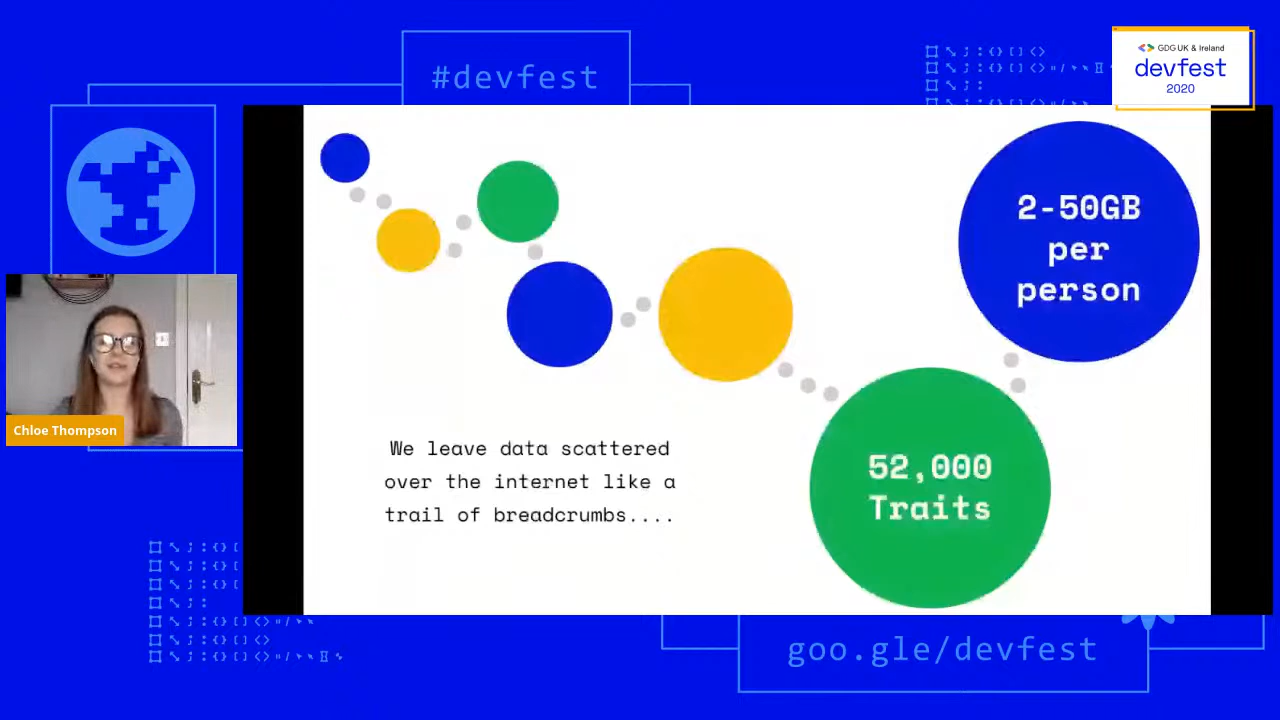 #devfest
GDG UK & Ireland
devfest
2020
2-50GB
per
person
Chloe Thompson
We leave data scattered
over the internet like a
trail of breadcrumbs....
52,000
Traits
goo.gle/devfest